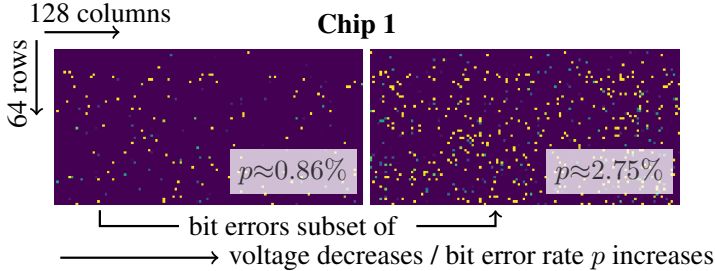 128 columns
Chip 1
64 rows
p≈0.86%
p≈2.75%
bit errors subset of
voltage decreases / bit error rate p increases